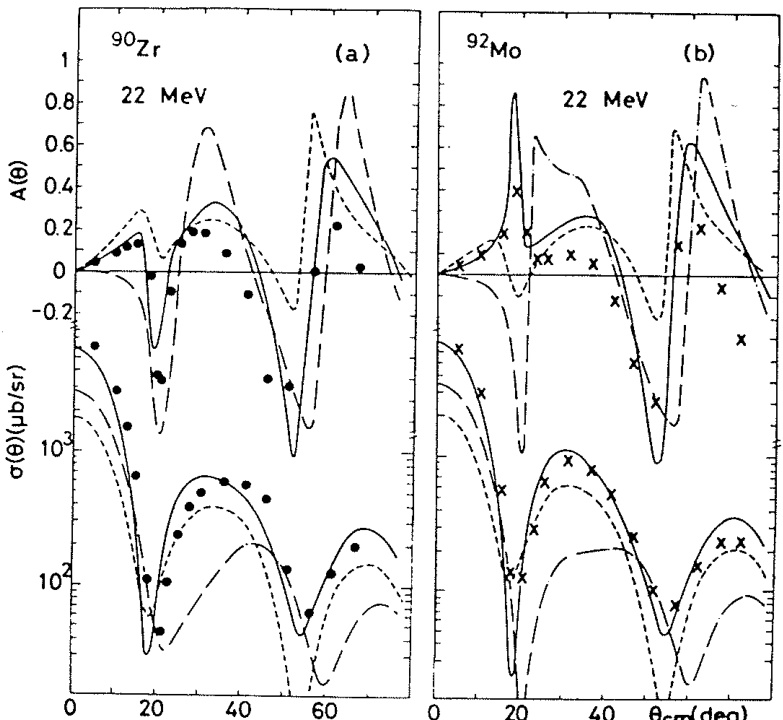 90Zr
(a)
22 MeV
92Mo
(b)
22 MeV
A(θ)
1
0.8
0.6
0.4
0.2
0
-0.2
σ(θ)(μb/sr)
10³
10²
0 20 40 60
0 20 40 θcm(deg)